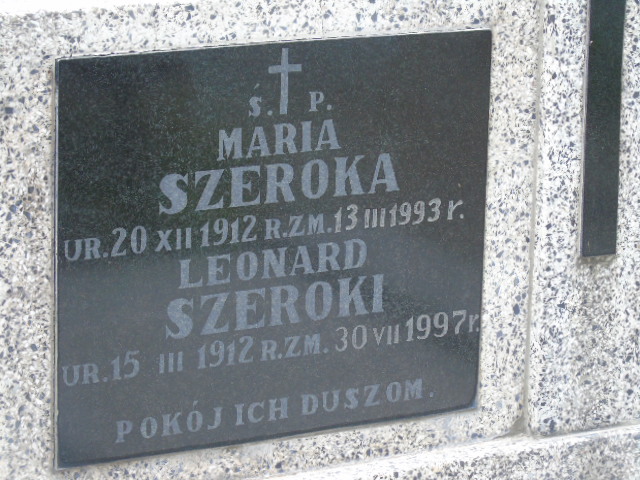 Ś. P.
MARIA
SZEROKA
UR. 20 XII 1912 R. ZM. 13 III 1993 r.
LEONARD
SZEROKI
UR. 15 III 1912 R. ZM. 30 VII 1997 r.
POKÓJ ICH DUSZOM.